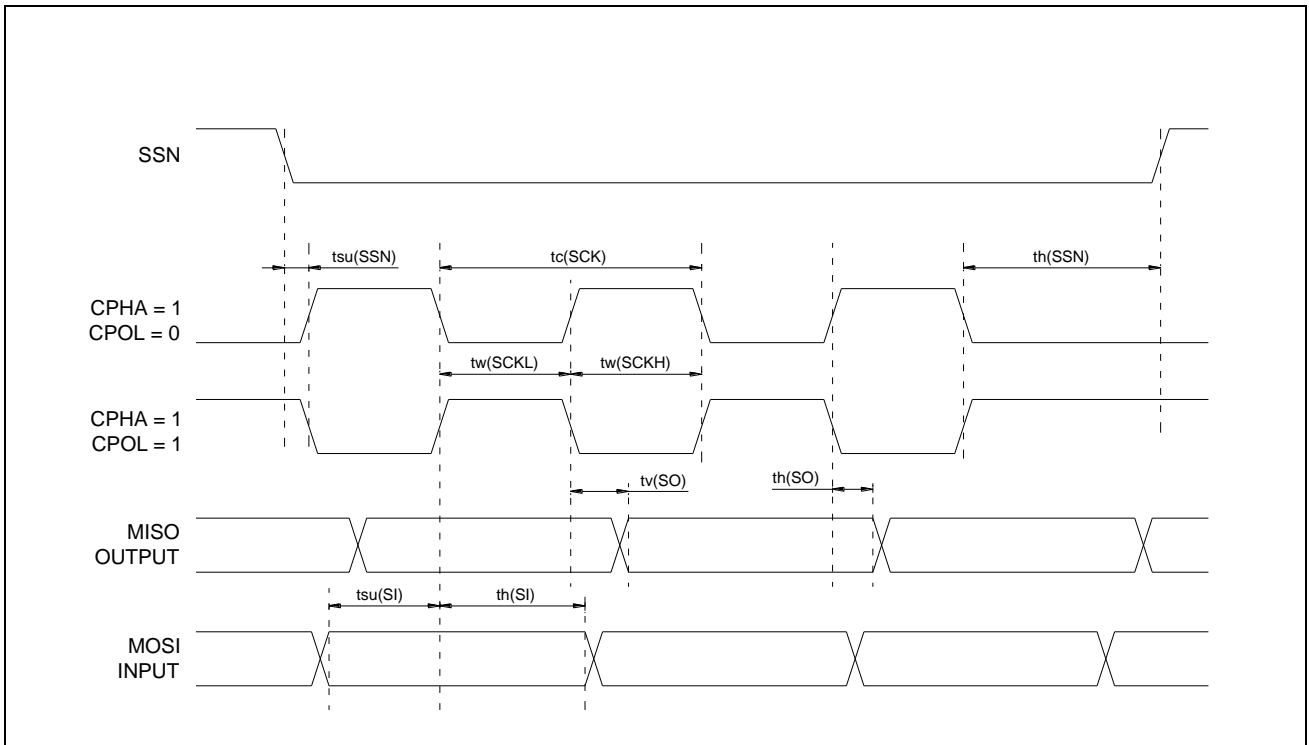 SSN
tsu(SSN)
tc(SCK)
th(SSN)
CPHA = 1
CPOL = 0
tw(SCKL)
tw(SCKH)
CPHA = 1
CPOL = 1
tv(SO)
th(SO)
MISO
OUTPUT
tsu(SI)
th(SI)
MOSI
INPUT